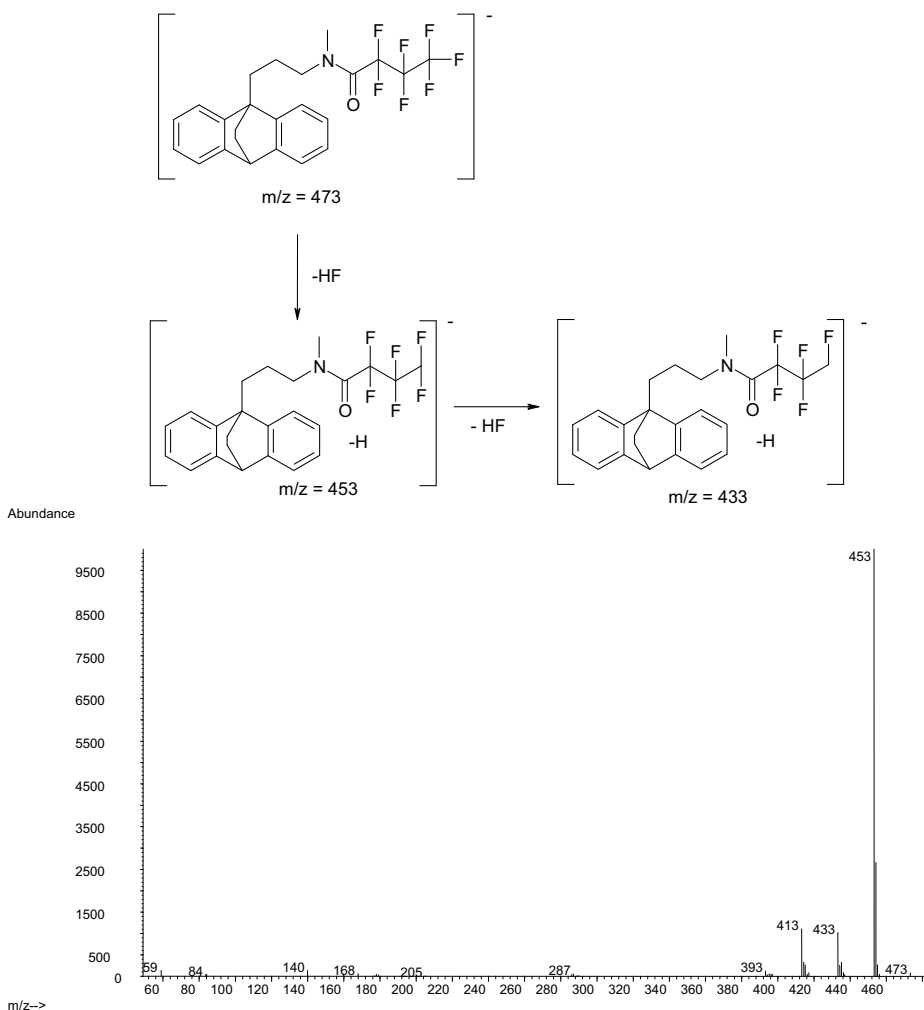 -
F
F
F
F
N
F
F
F
O
m/z = 473
-HF
-
-
F
F
F
N
F
F
F
O
-H
- HF
F
F
F
N
F
F
O
-H
m/z = 453
m/z = 433
Abundance
9500
8500
7500
6500
5500
4500
3500
2500
1500
500
0
453
413
433
59
84
140
168
205
287
393
473
60 80 100 120 140 160 180 200 220 240 260 280 300 320 340 360 380 400 420 440 460
m/z-->